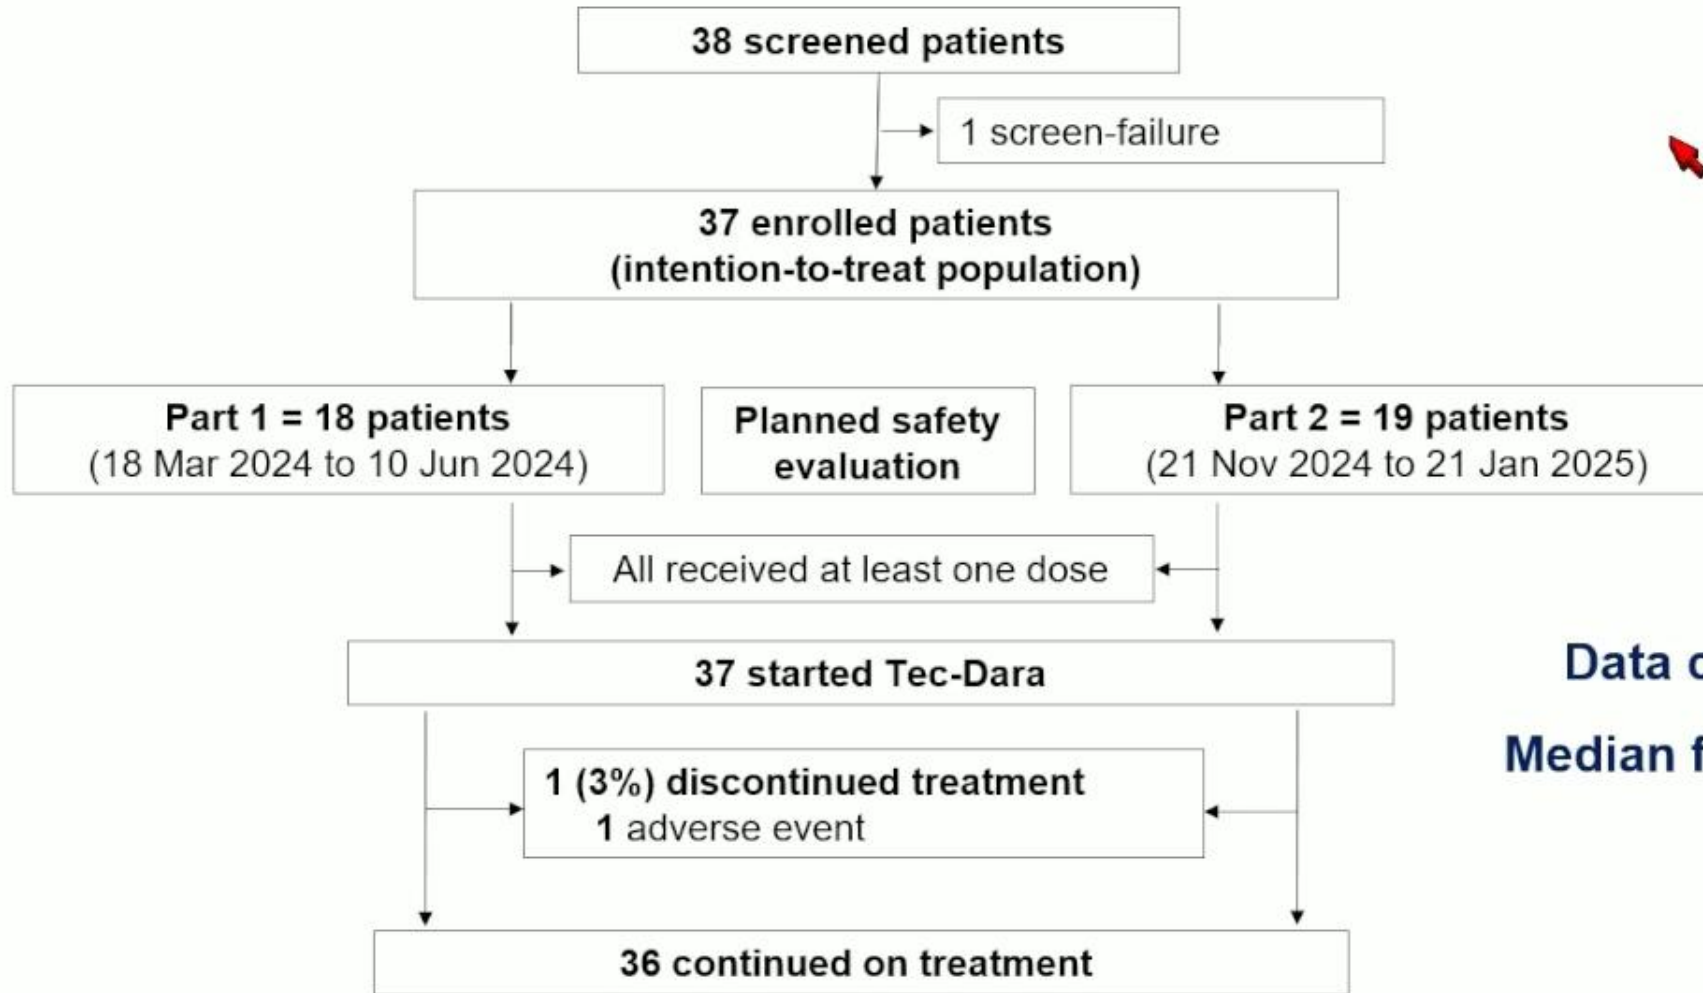 38 screened patients
1 screen-failure
37 enrolled patients
(intention-to-treat population)
Part 1 = 18 patients
(18 Mar 2024 to 10 Jun 2024)
Planned safety
evaluation
Part 2 = 19 patients
(21 Nov 2024 to 21 Jan 2025)
All received at least one dose
37 started Tec-Dara
Data
Median
1 (3%) discontinued treatment
1 adverse event
36 continued on treatment